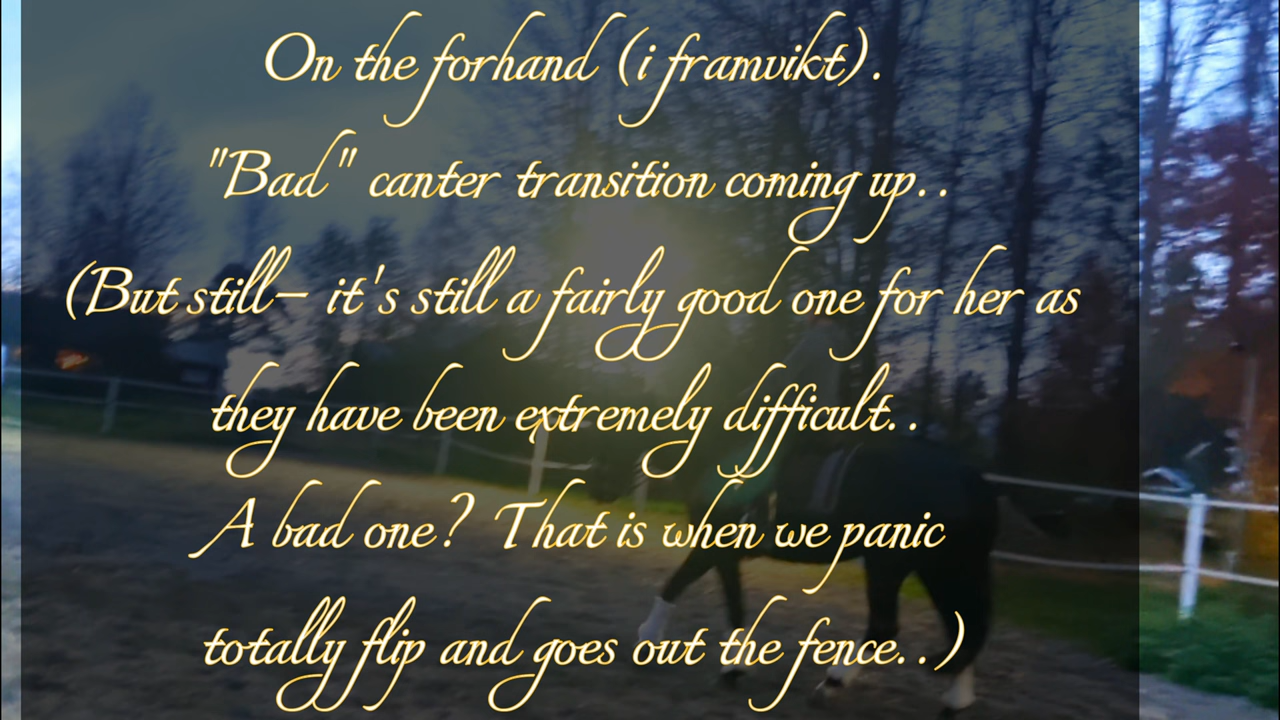 On the forhand (i framvikt).
"Bad" canter transition coming up..
(But still- it's still a fairly good one for her as
they have been extremely difficult..
A bad one? That is when we panic
totally flip and goes out the fence..)